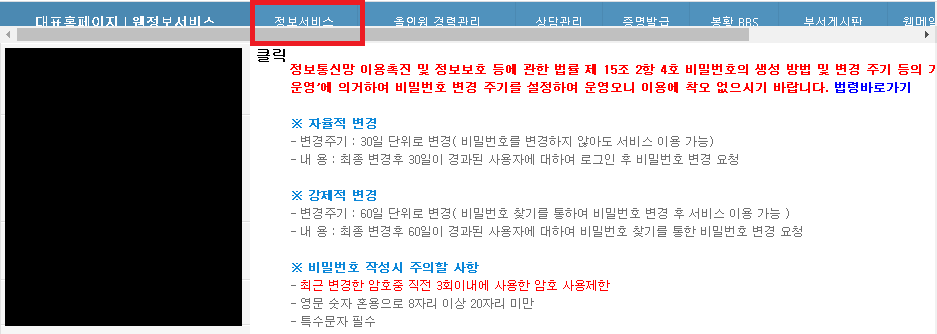 대표홈페이지 | 웹정보서비스 정보서비스 올인원 경력관리 상담관리 증명발급 봉황 BBS 부서게시판 웹메일
클릭
정보통신망 이용촉진 및 정보보호 등에 관한 법률 제 15조 2항 4호 비밀번호의 생성 방법 및 변경 주기 등의 기
운영'에 의거하여 비밀번호 변경 주기를 설정하여 운영오니 이용에 착오 없으시기 바랍니다. 법령바로가기
※ 자율적 변경
- 변경주기 : 30일 단위로 변경( 비밀번호를 변경하지 않아도 서비스 이용 가능)
- 내 용 : 최종 변경후 30일이 경과된 사용자에 대하여 로그인 후 비밀번호 변경 요청
※ 강제적 변경
- 변경주기 : 60일 단위로 변경( 비밀번호 찾기를 통하여 비밀번호 변경 후 서비스 이용 가능 )
- 내 용 : 최종 변경후 60일이 경과된 사용자에 대하여 비밀번호 찾기를 통한 비밀번호 변경 요청
※ 비밀번호 작성시 주의할 사항
- 최근 변경한 암호중 직전 3회이내에 사용한 암호 사용제한
- 영문 숫자 혼용으로 8자리 이상 20자리 미만
- 특수문자 필수